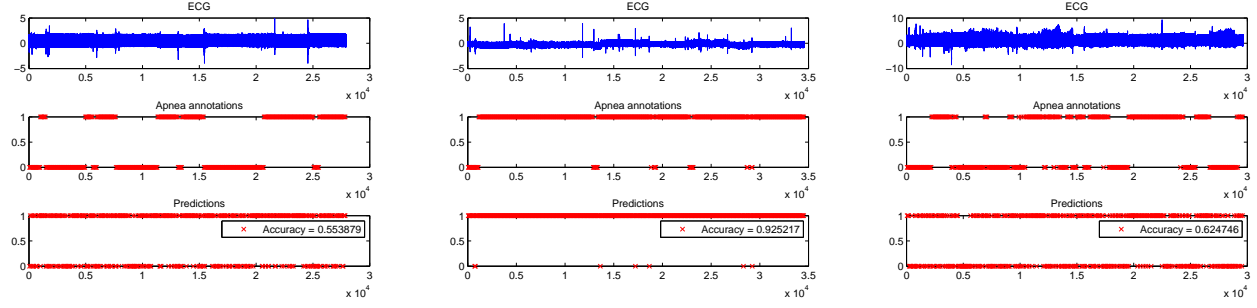 ECG
5
0
−5
0 0.5 1 1.5 2 2.5 3
x 10^4
Apnea annotations
1
0.5
0
0 0.5 1 1.5 2 2.5 3
x 10^4
Predictions
1
0.5
0
Accuracy = 0.553879
0 0.5 1 1.5 2 2.5 3
x 10^4
ECG
5
0
−5
0 0.5 1 1.5 2 2.5 3 3.5
x 10^4
Apnea annotations
1
0.5
0
0 0.5 1 1.5 2 2.5 3 3.5
x 10^4
Predictions
1
0.5
0
Accuracy = 0.925217
0 0.5 1 1.5 2 2.5 3 3.5
x 10^4
ECG
10
0
−10
0 0.5 1 1.5 2 2.5 3
x 10^4
Apnea annotations
1
0.5
0
0 0.5 1 1.5 2 2.5 3
x 10^4
Predictions
1
0.5
0
Accuracy = 0.624746
0 0.5 1 1.5 2 2.5 3
x 10^4